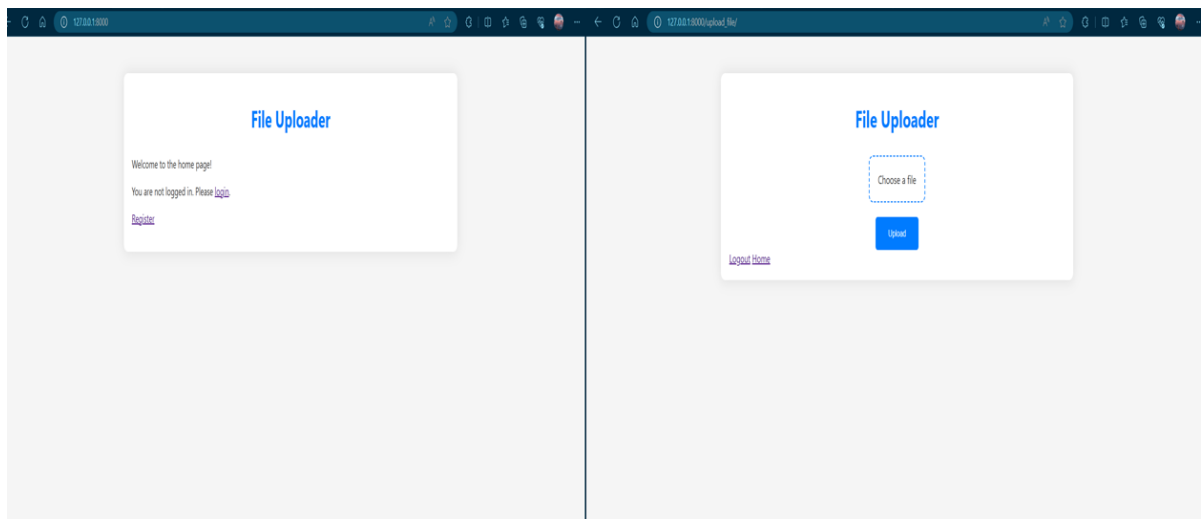 127.0.0.1:8000
File Uploader
Welcome to the home page!
You are not logged in. Please login.
Register
127.0.0.1:8000/upload_file/
File Uploader
Choose a file
Upload
Logout Home